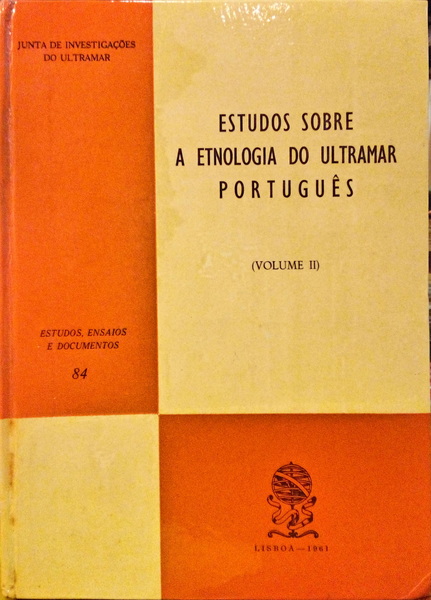 JUNTA DE INVESTIGAÇÕES
DO ULTRAMAR
ESTUDOS SOBRE
A ETNOLOGIA DO ULTRAMAR
PORTUGUÊS
(VOLUME II)
ESTUDOS, ENSAIOS
E DOCUMENTOS
84
LISBOA — 1961